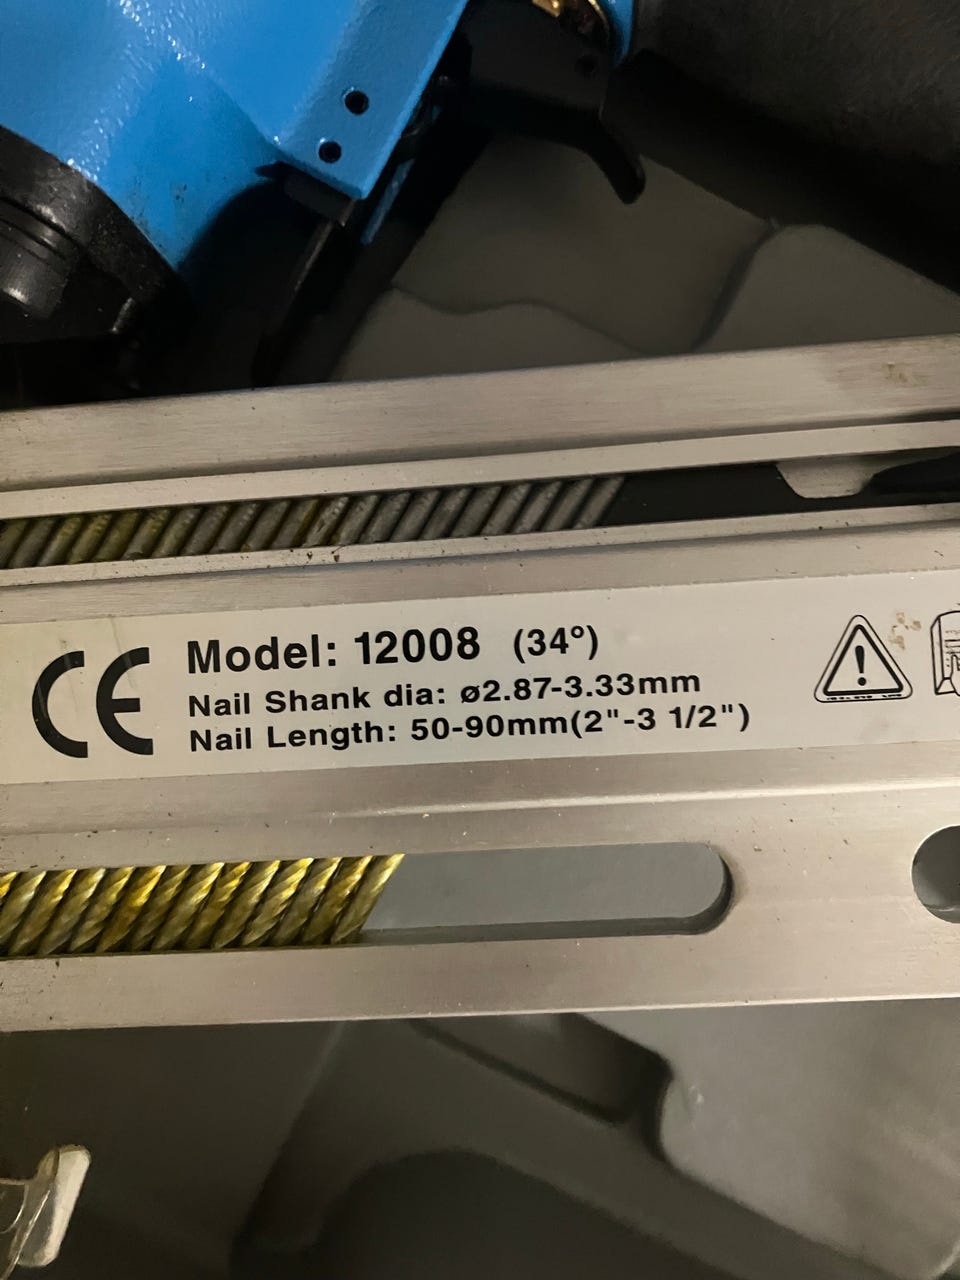 CE
Model: 12008 (34°)
Nail Shank dia: ø2.87-3.33mm
Nail Length: 50-90mm(2"-3 1/2")
!